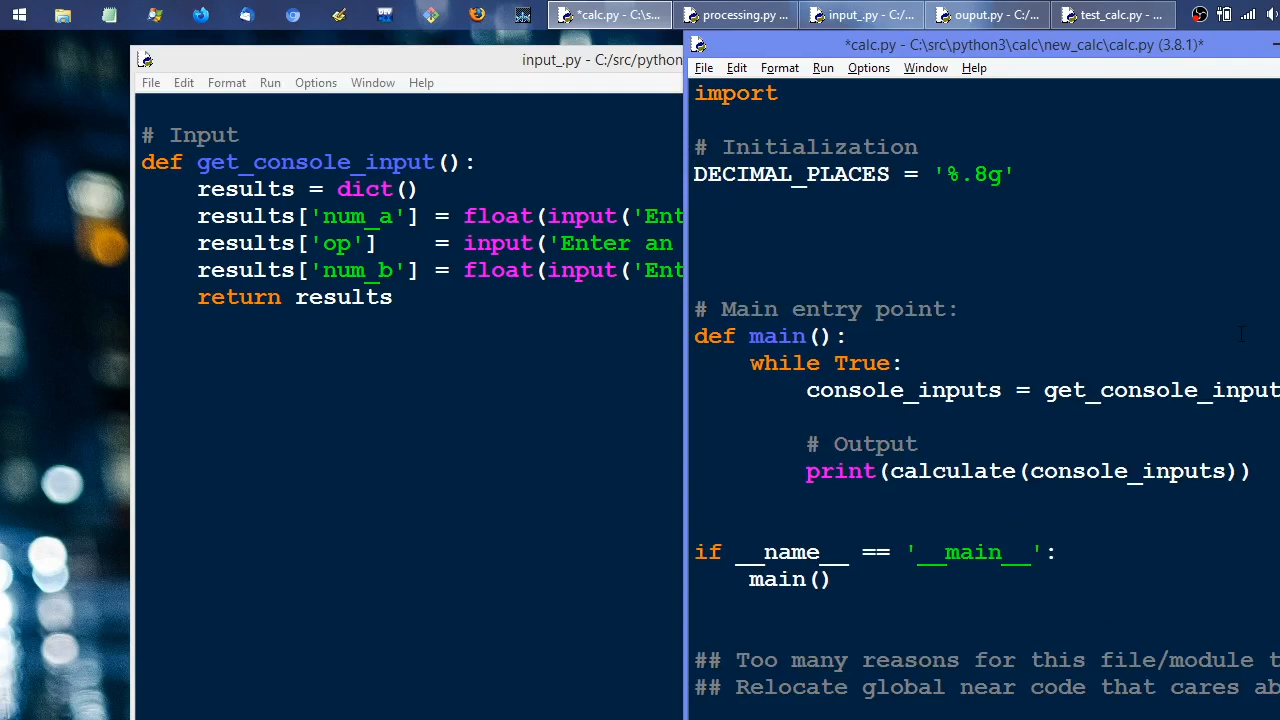 *calc.py - C:\s...
processing.py ...
input_.py - C:/...
ouput.py - C:/...
test_calc.py - ...
input_.py - C:/src/python
File Edit Format Run Options Window Help
# Input
def get_console_input():
results = dict()
results['num_a'] = float(input('Ent
results['op'] = input('Enter an
results['num_b'] = float(input('Ent
return results
*calc.py - C:\src\python3\calc\new_calc\calc.py (3.8.1)*
File Edit Format Run Options Window Help
import
# Initialization
DECIMAL_PLACES = '%.8g'
# Main entry point:
def main():
while True:
console_inputs = get_console_input
# Output
print(calculate(console_inputs))
if __name__ == '__main__':
main()
## Too many reasons for this file/module t
## Relocate global near code that cares ab